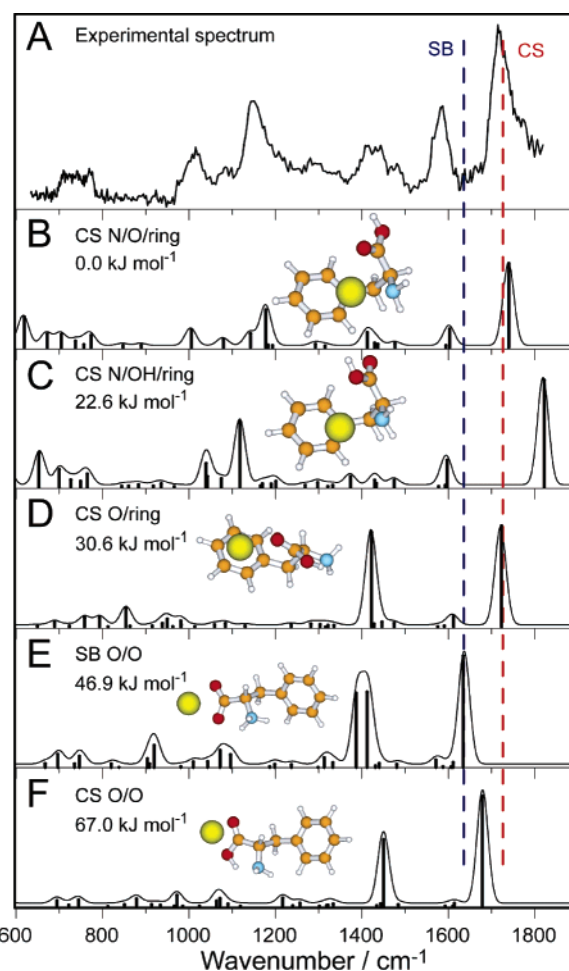 A Experimental spectrum SB CS
B CS N/O/ring
0.0 kJ mol⁻¹
C CS N/OH/ring
22.6 kJ mol⁻¹
D CS O/ring
30.6 kJ mol⁻¹
E SB O/O
46.9 kJ mol⁻¹
F CS O/O
67.0 kJ mol⁻¹
600 800 1000 1200 1400 1600 1800
Wavenumber / cm⁻¹